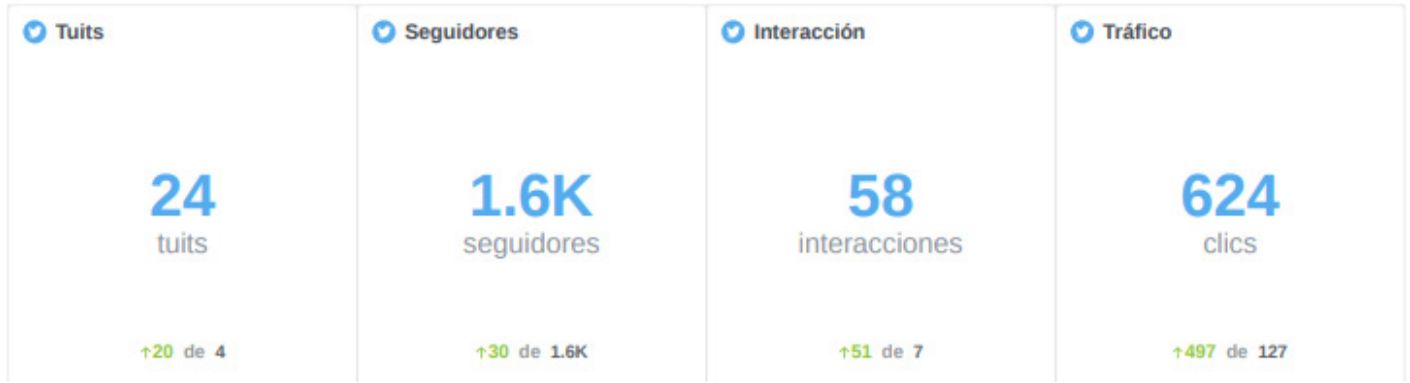 Tuits
Seguidores
Interacción
Tráfico
24
tuits
1.6K
seguidores
58
interacciones
624
clics
↑20 de 4
↑30 de 1.6K
↑51 de 7
↑497 de 127